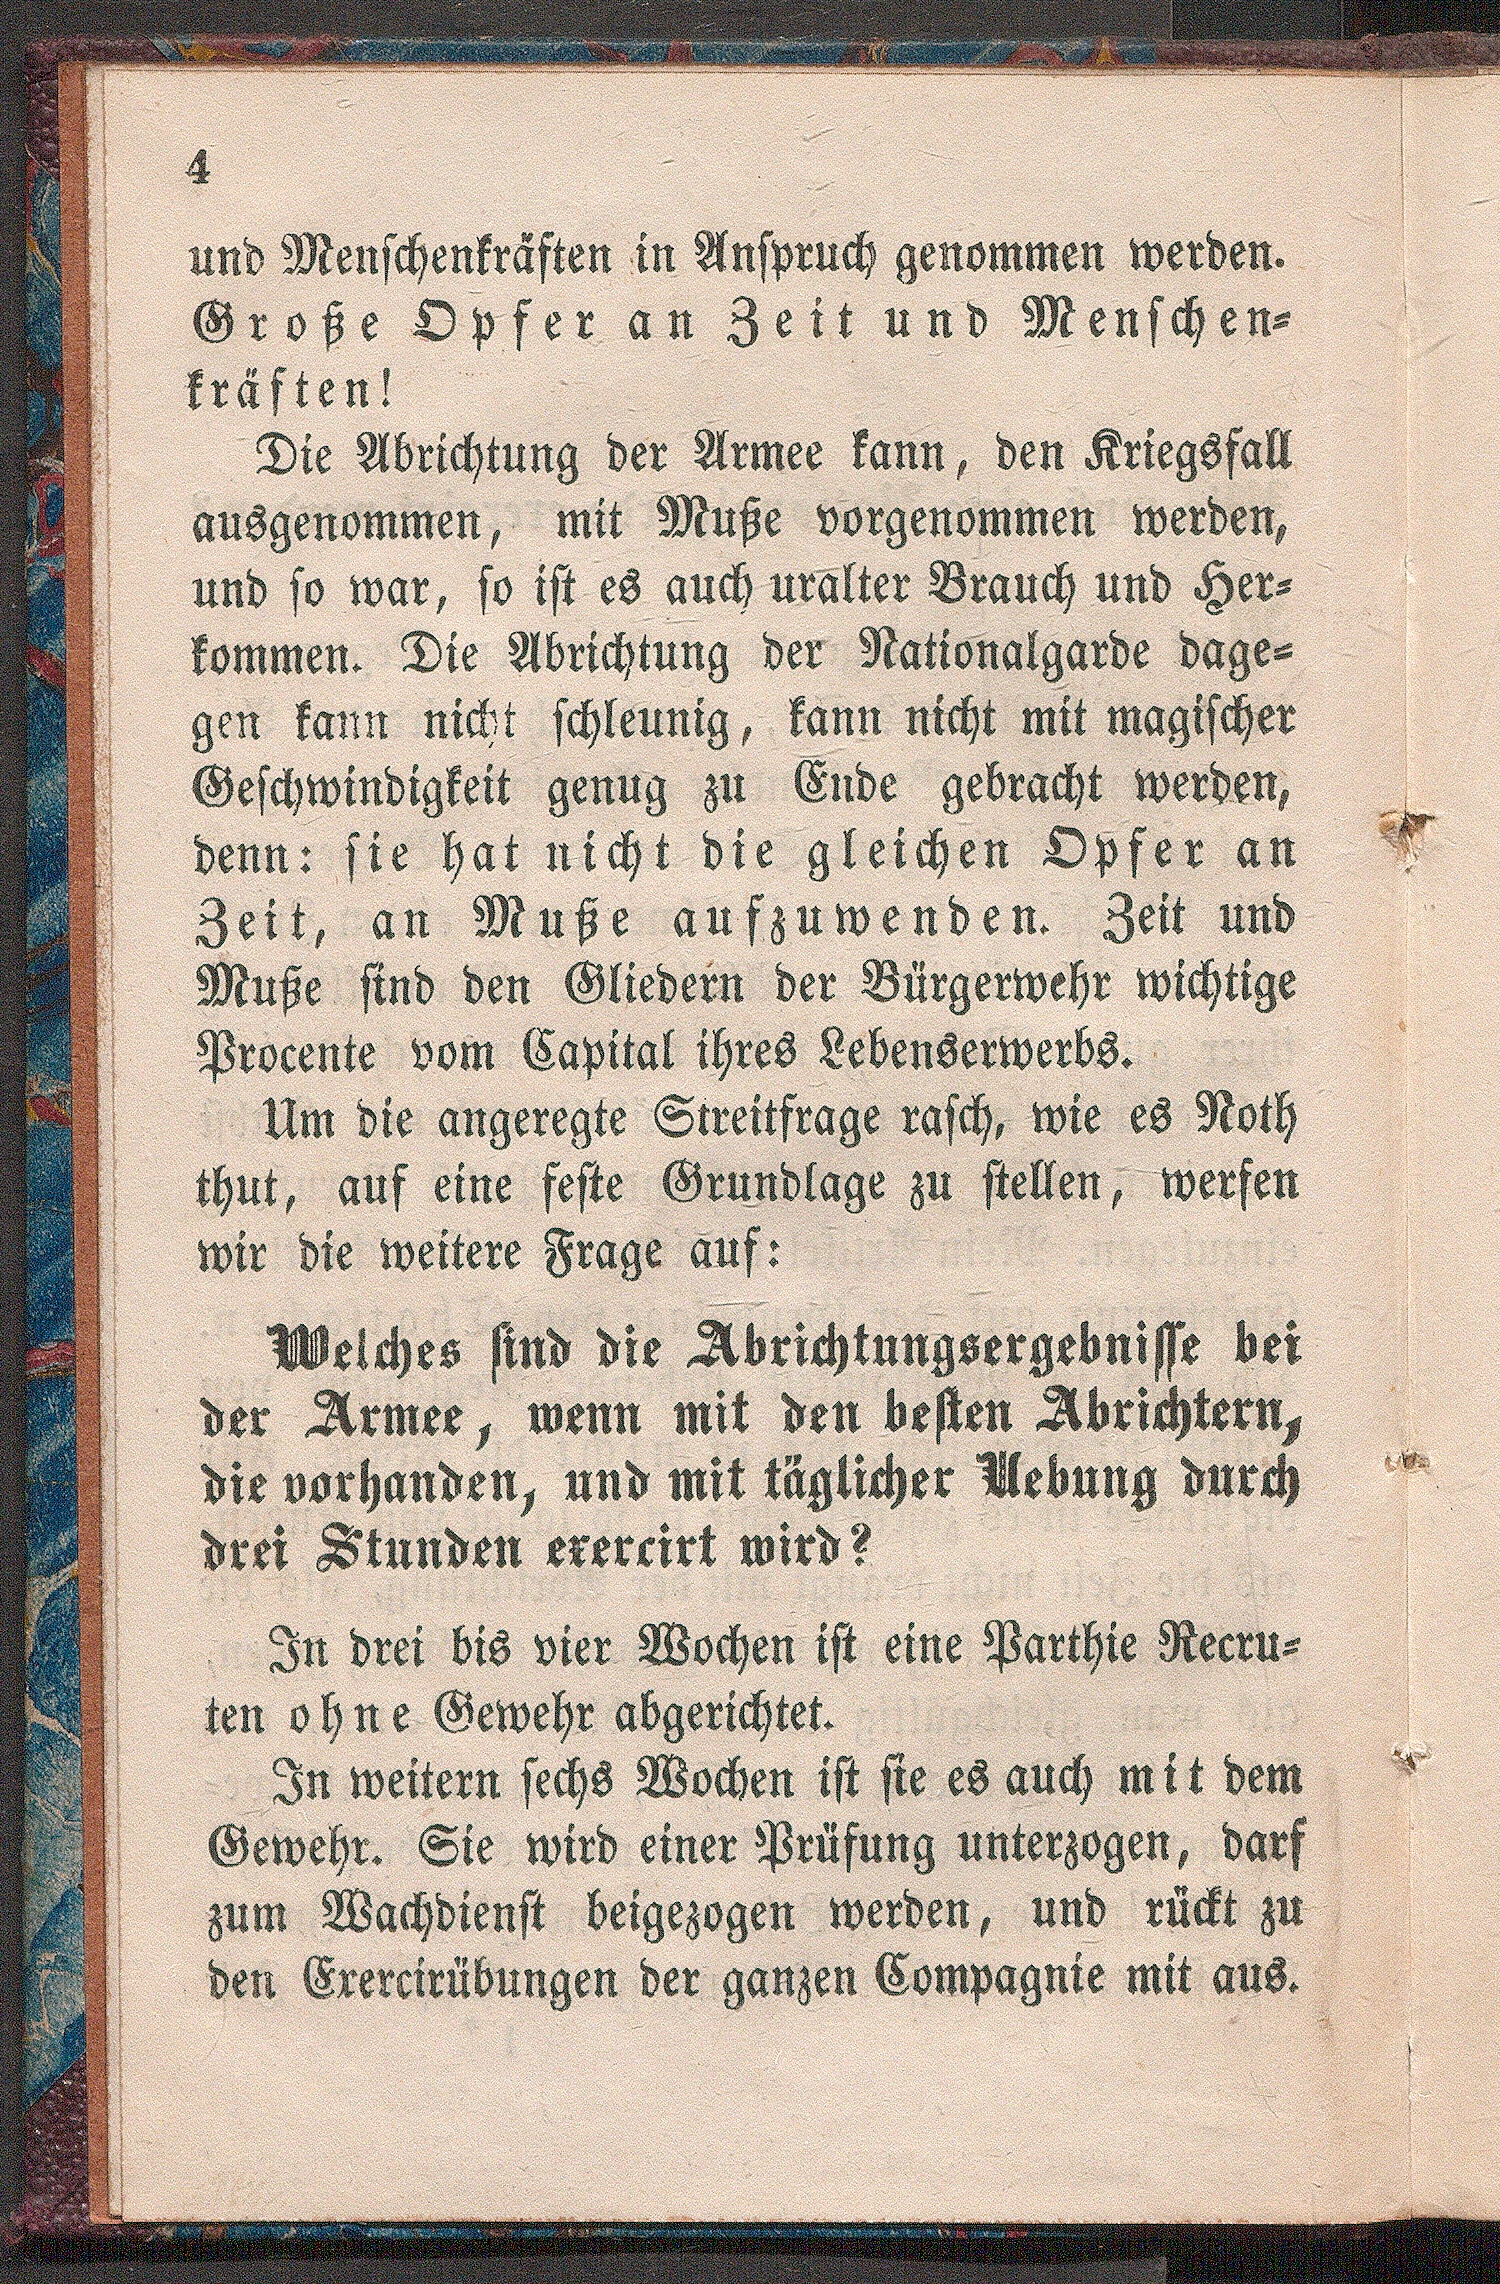 4
und Menschenkräften in Anspruch genommen werden.
Große Opfer an Zeit und Menschen-
kräften!
Die Abrichtung der Armee kann, den Kriegsfall
ausgenommen, mit Muße vorgenommen werden,
und so war, so ist es auch uralter Brauch und Her-
kommen. Die Abrichtung der Nationalgarde dage-
gen kann nicht schleunig, kann nicht mit magischer
Geschwindigkeit genug zu Ende gebracht werden,
denn: sie hat nicht die gleichen Opfer an
Zeit, an Muße aufzuwenden. Zeit und
Muße sind den Gliedern der Bürgerwehr wichtige
Procente vom Capital ihres Lebenserwerbs.
Um die angeregte Streitfrage rasch, wie es Noth
thut, auf eine feste Grundlage zu stellen, werfen
wir die weitere Frage auf:
Welches sind die Abrichtungsergebnisse bei
der Armee, wenn mit den besten Abrichtern,
die vorhanden, und mit täglicher Uebung durch
drei Stunden exercirt wird?
In drei bis vier Wochen ist eine Parthie Recru-
ten ohne Gewehr abgerichtet.
In weitern sechs Wochen ist sie es auch mit dem
Gewehr. Sie wird einer Prüfung unterzogen, darf
zum Wachdienst beigezogen werden, und rückt zu
den Exercirübungen der ganzen Compagnie mit aus.